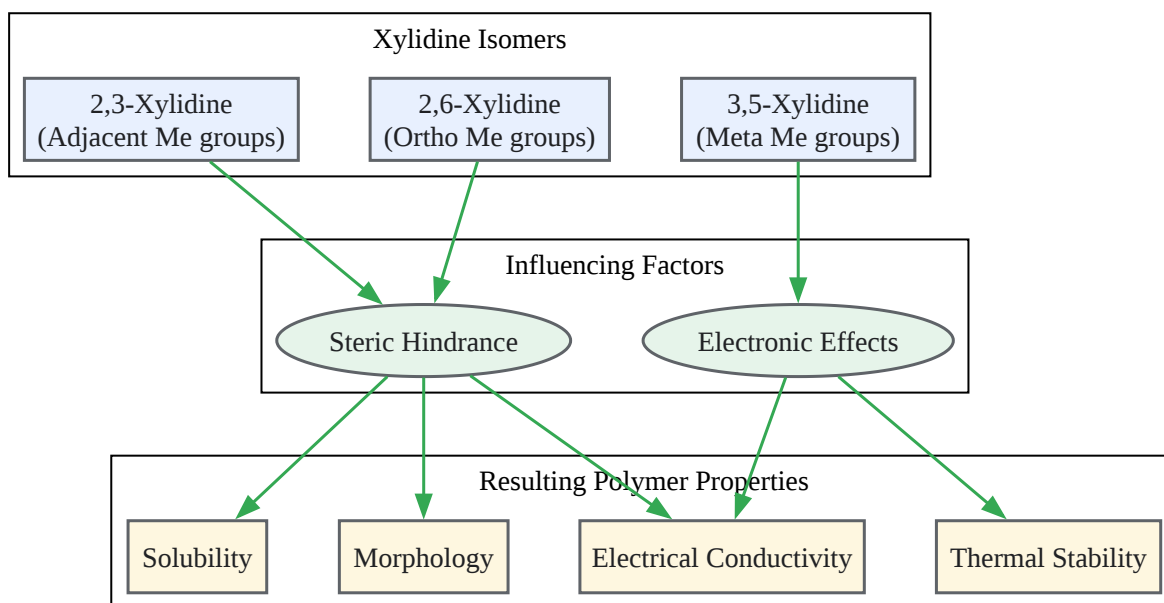 Xylidine Isomers
2,3-Xylidine
(Adjacent Me groups)
2,6-Xylidine
(Ortho Me groups)
3,5-Xylidine
(Meta Me groups)
Influencing Factors
Steric Hindrance
Electronic Effects
Resulting Polymer Properties
Solubility
Morphology
Electrical Conductivity
Thermal Stability